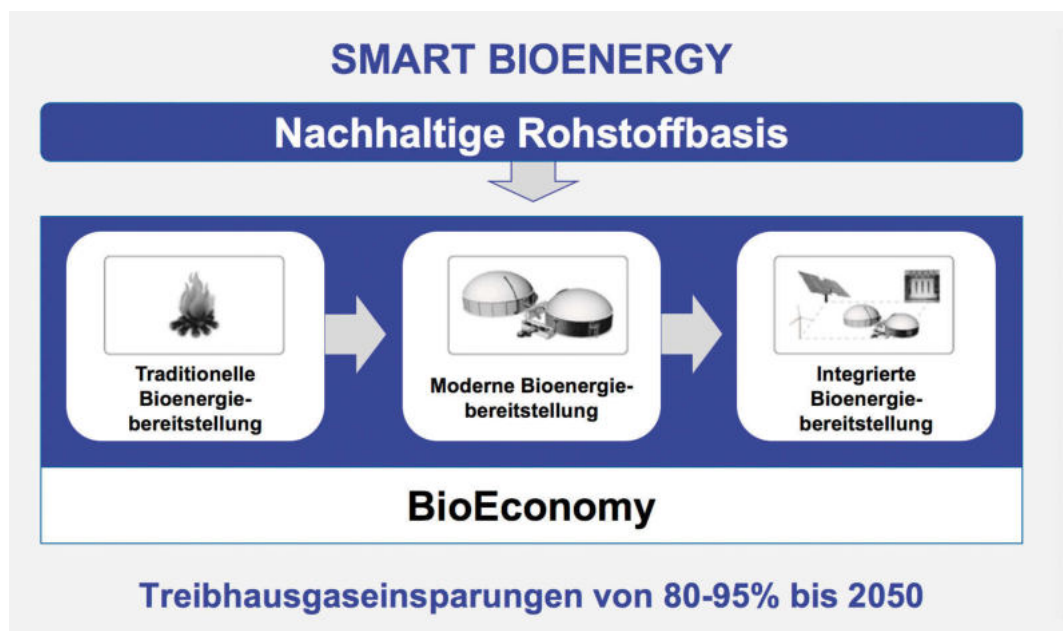 SMART BIOENERGY
Nachhaltige Rohstoffbasis
Traditionelle
Bioenergie-
bereitstellung
Moderne Bioenergie-
bereitstellung
Integrierte
Bioenergie-
bereitstellung
BioEconomy
Treibhausgaseinsparungen von 80-95% bis 2050